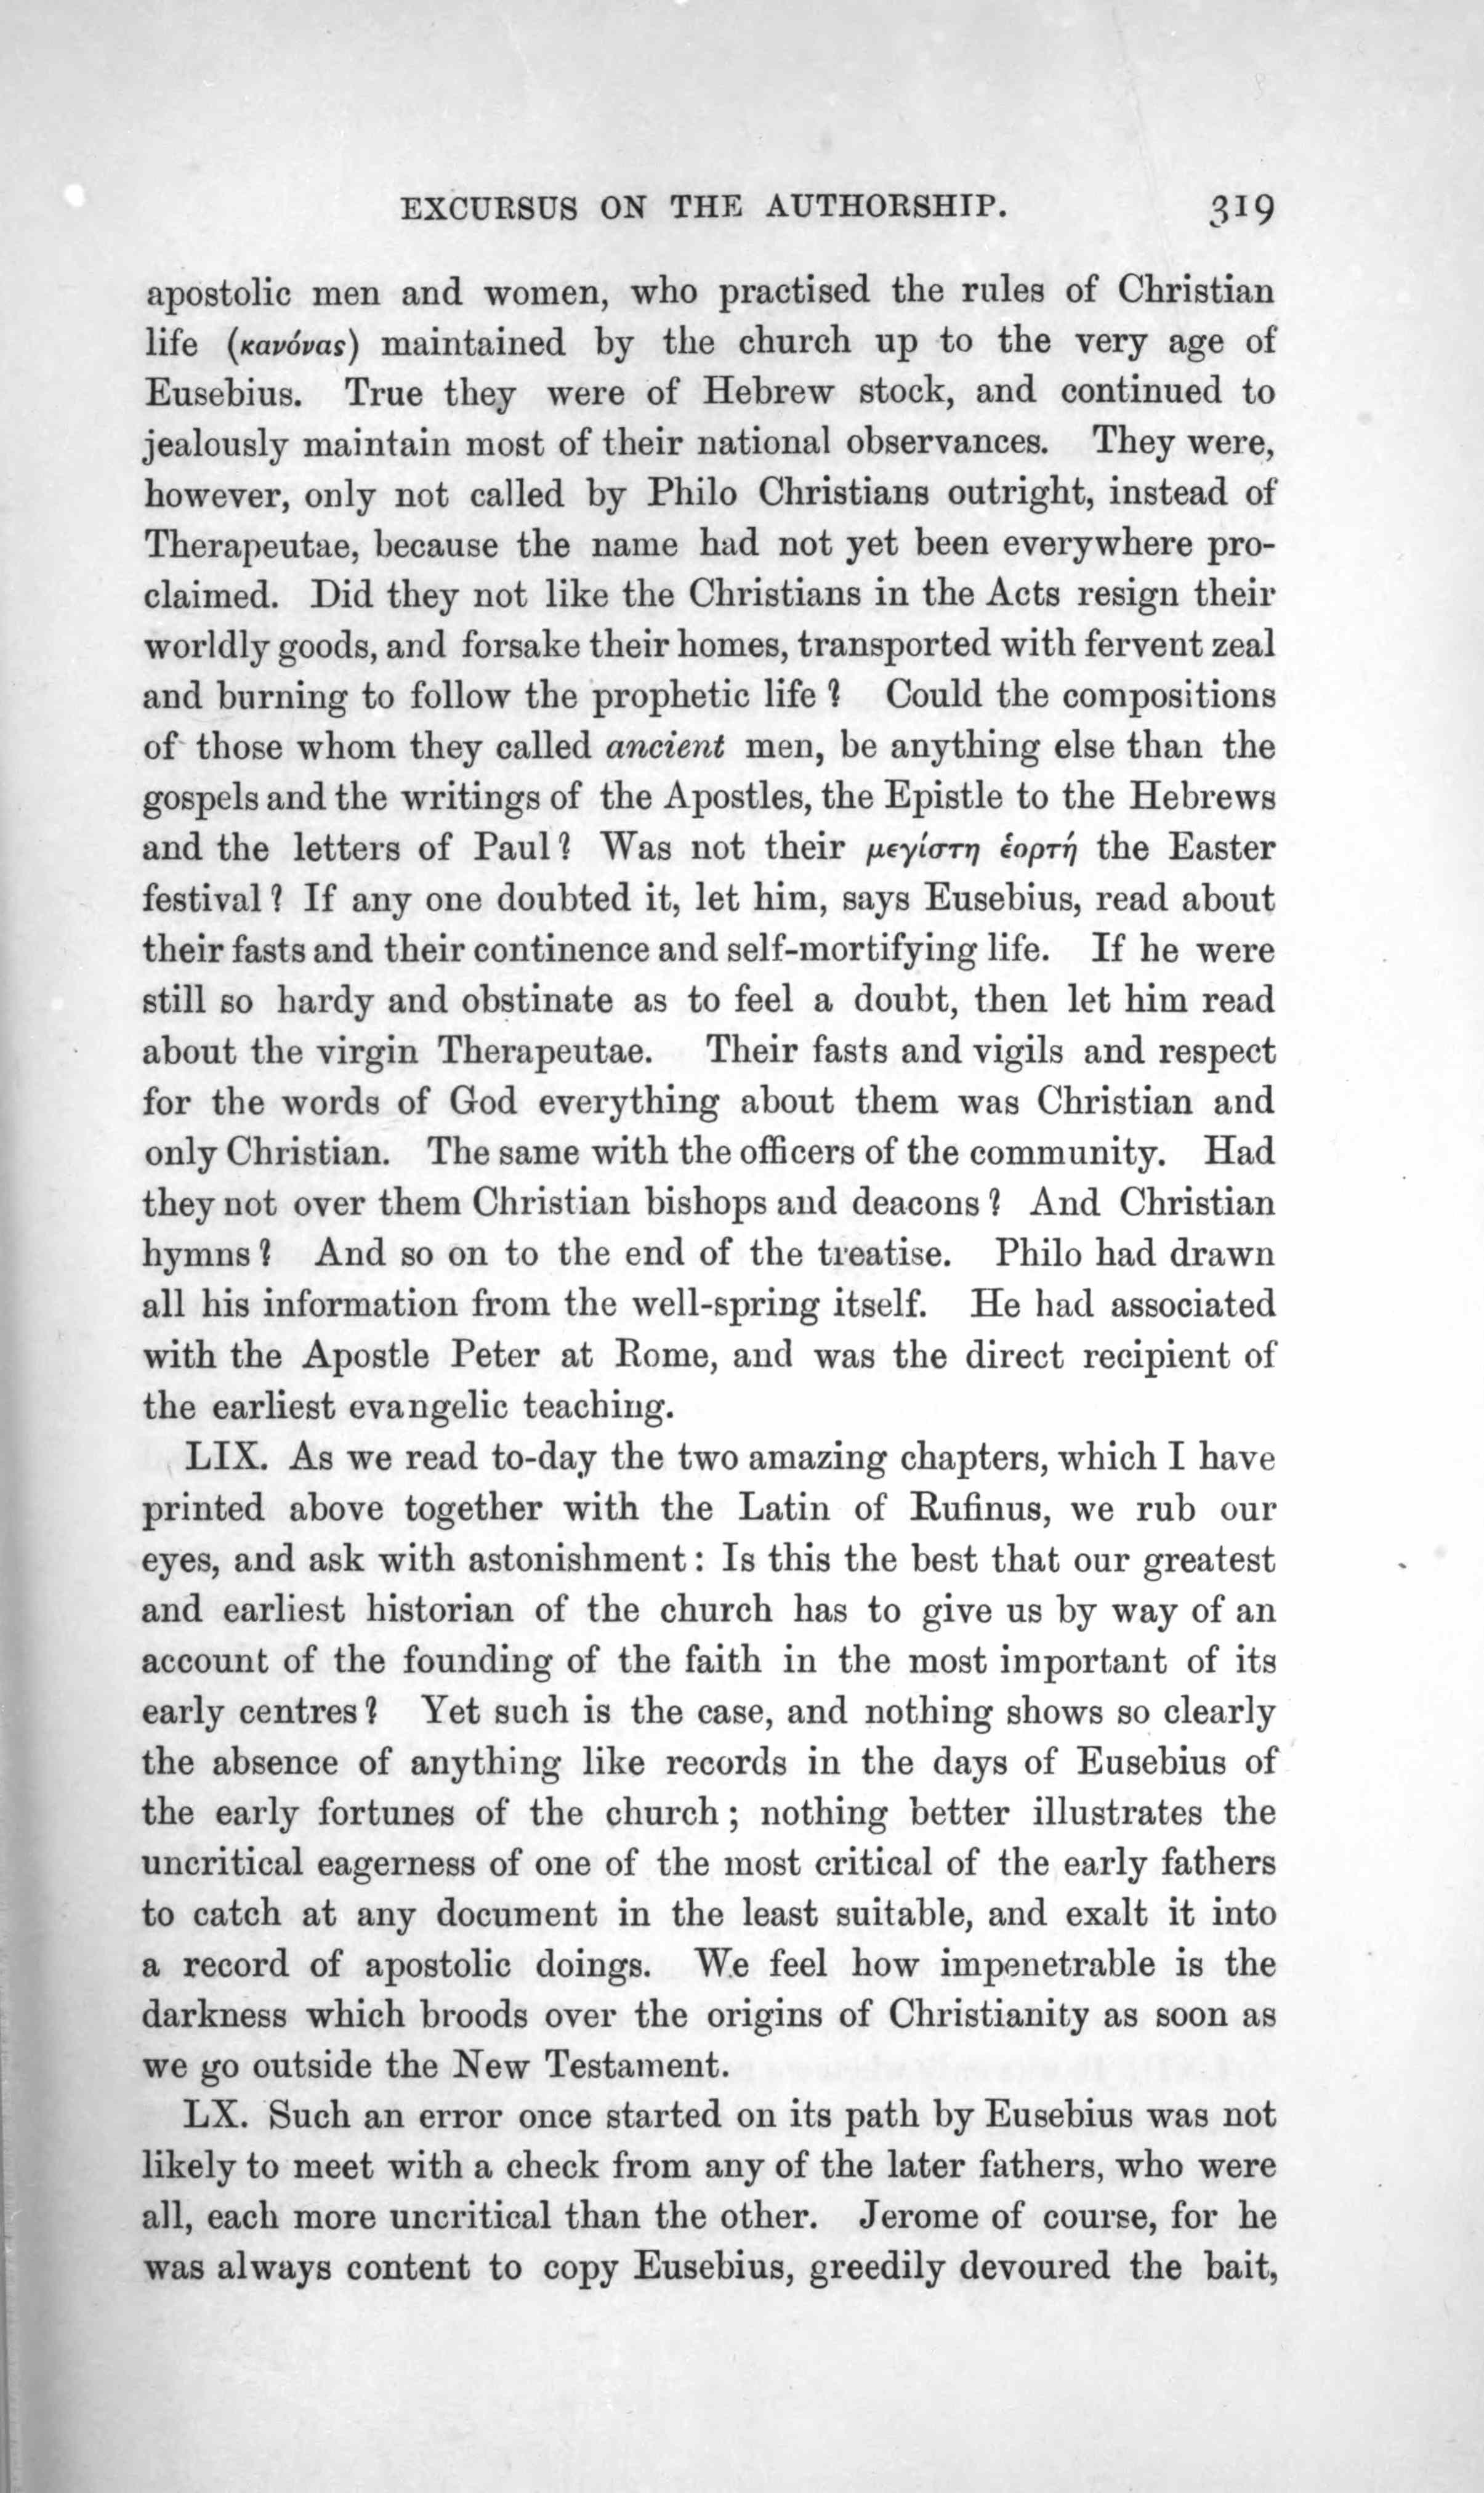 EXCURSUS ON THE AUTHORSHIP. 319
apostolic men and women, who practised the rules of Christian
life (κανόνας) maintained by the church up to the very age of
Eusebius. True they were of Hebrew stock, and continued to
jealously maintain most of their national observances. They were,
however, only not called by Philo Christians outright, instead of
Therapeutae, because the name had not yet been everywhere pro-
claimed. Did they not like the Christians in the Acts resign their
worldly goods, and forsake their homes, transported with fervent zeal
and burning to follow the prophetic life? Could the compositions
of those whom they called ancient men, be anything else than the
gospels and the writings of the Apostles, the Epistle to the Hebrews
and the letters of Paul? Was not their μεγίστη ἑορτή the Easter
festival? If any one doubted it, let him, says Eusebius, read about
their fasts and their continence and self-mortifying life. If he were
still so hardy and obstinate as to feel a doubt, then let him read
about the virgin Therapeutae. Their fasts and vigils and respect
for the words of God everything about them was Christian and
only Christian. The same with the officers of the community. Had
they not over them Christian bishops and deacons? And Christian
hymns? And so on to the end of the treatise. Philo had drawn
all his information from the well-spring itself. He had associated
with the Apostle Peter at Rome, and was the direct recipient of
the earliest evangelic teaching.
LIX. As we read to-day the two amazing chapters, which I have
printed above together with the Latin of Rufinus, we rub our
eyes, and ask with astonishment: Is this the best that our greatest
and earliest historian of the church has to give us by way of an
account of the founding of the faith in the most important of its
early centres? Yet such is the case, and nothing shows so clearly
the absence of anything like records in the days of Eusebius of
the early fortunes of the church; nothing better illustrates the
uncritical eagerness of one of the most critical of the early fathers
to catch at any document in the least suitable, and exalt it into
a record of apostolic doings. We feel how impenetrable is the
darkness which broods over the origins of Christianity as soon as
we go outside the New Testament.
LX. Such an error once started on its path by Eusebius was not
likely to meet with a check from any of the later fathers, who were
all, each more uncritical than the other. Jerome of course, for he
was always content to copy Eusebius, greedily devoured the bait,